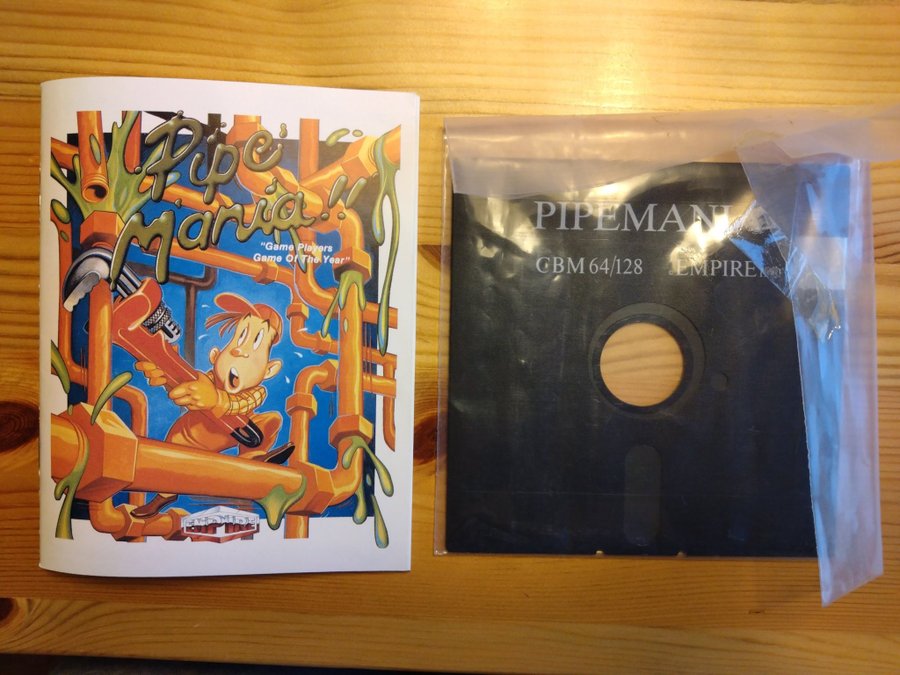 Pipe
Mania!!
"Game Players
Game Of The Year"
EMPIRE
PIPEMANIA
CBM 64/128 EMPIRE